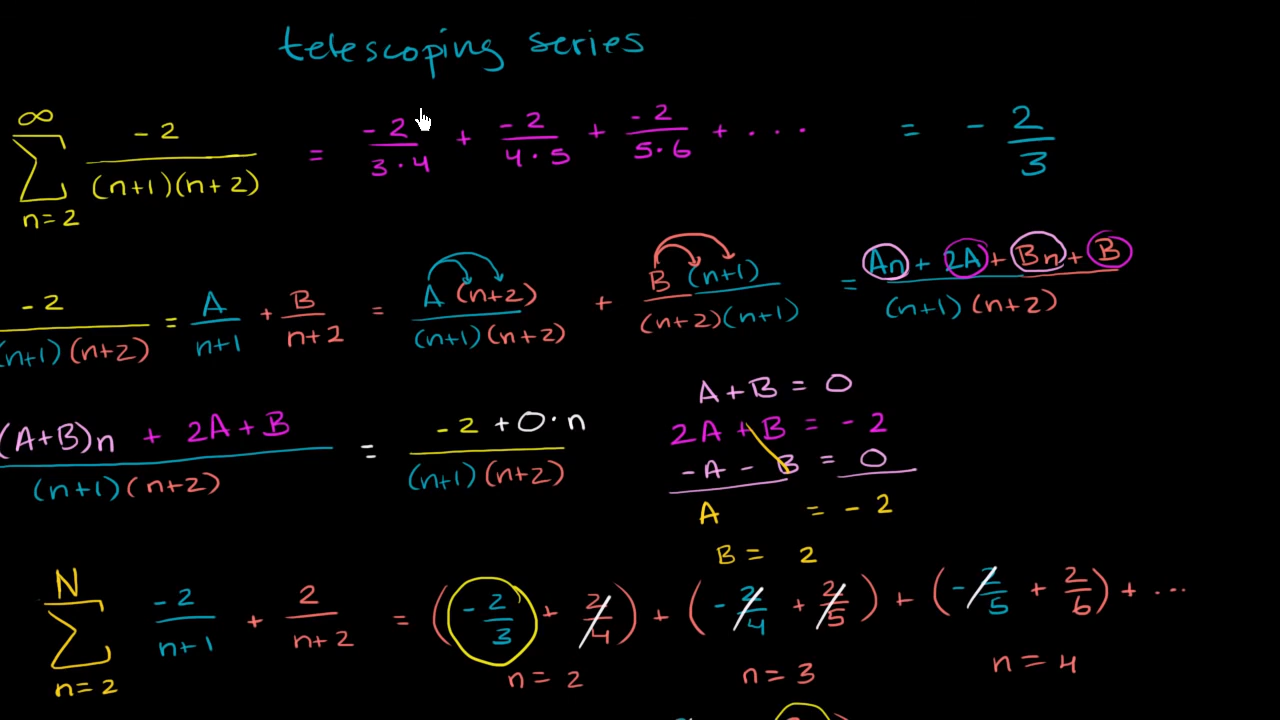 telescoping series
∞ Σ n=2 -2/((n+1)(n+2)) = -2/(3·4) + -2/(4·5) + -2/(5·6) + ... = -2/3
-2/((n+1)(n+2)) = A/(n+1) + B/(n+2) = A(n+2)/((n+1)(n+2)) + B(n+1)/((n+2)(n+1)) = (An + 2A + Bn + B)/((n+1)(n+2))
((A+B)n + 2A+B)/((n+1)(n+2)) = (-2 + 0·n)/((n+1)(n+2))
A+B = 0
2A + B = -2
-A - B = 0
A = -2
B = 2
N Σ n=2 -2/(n+1) + 2/(n+2) = (-2/3 + 2/4) + (-2/4 + 2/5) + (-2/5 + 2/6) + ...
n = 2 n = 3 n = 4